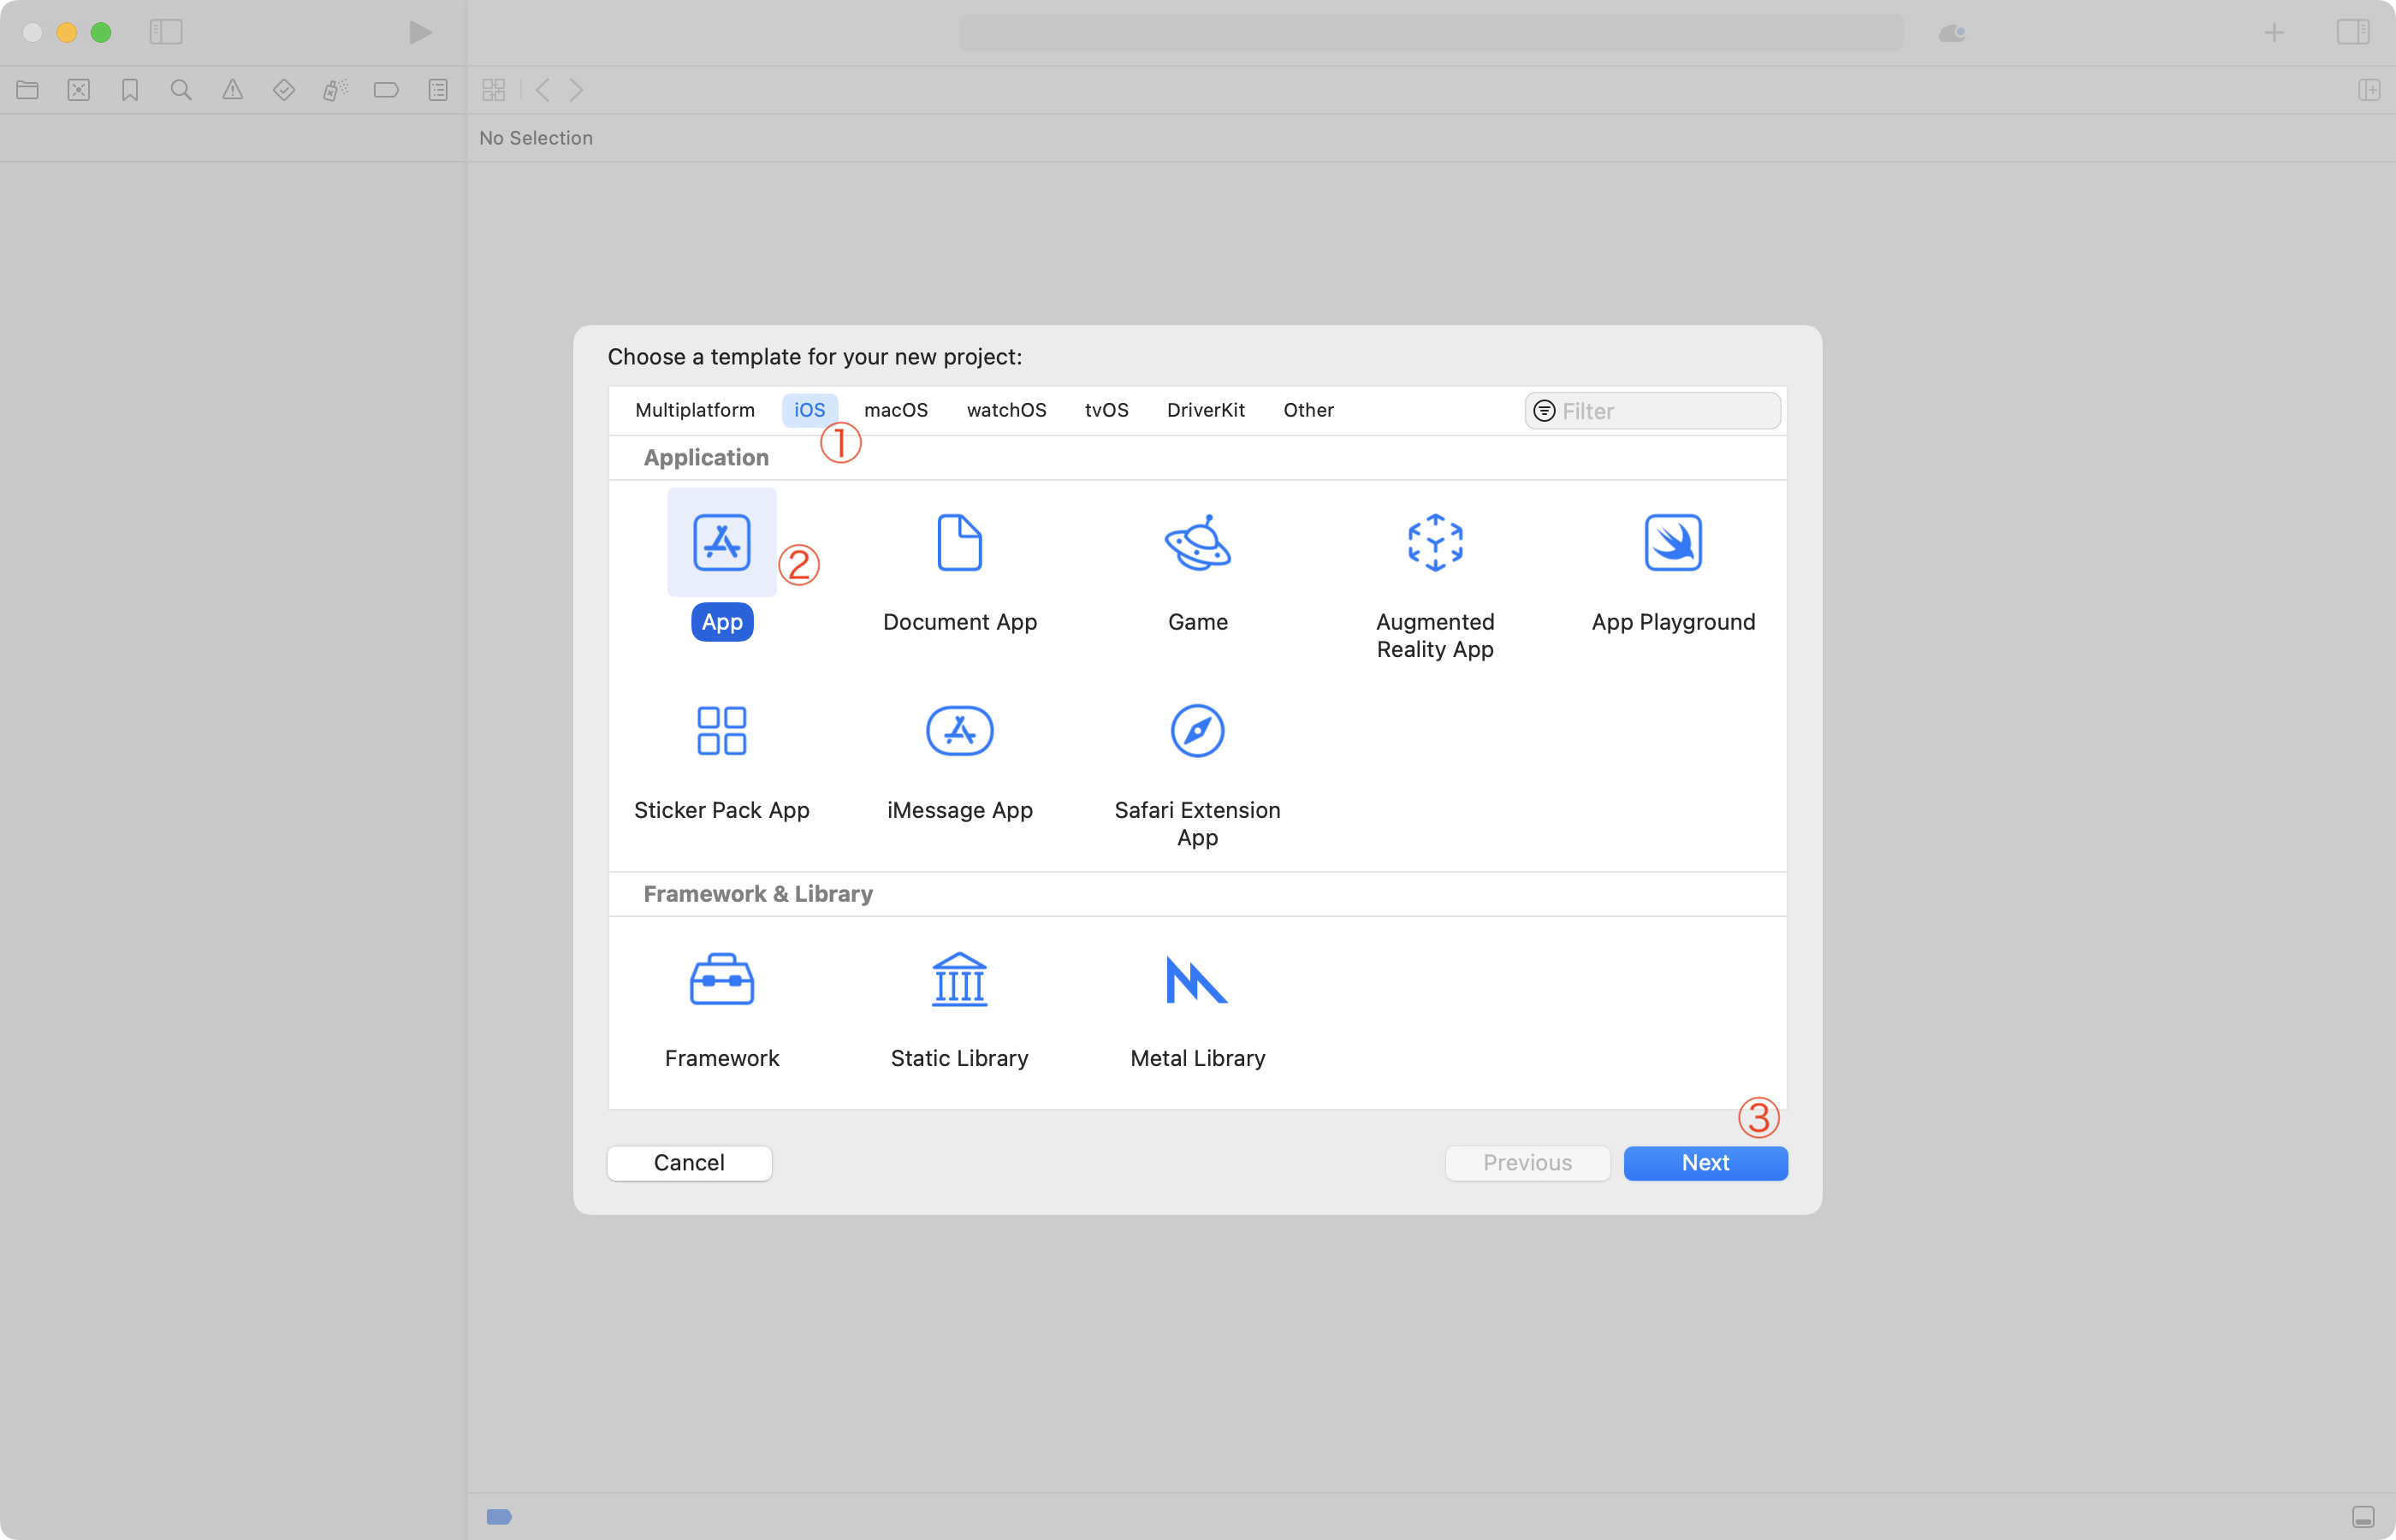 No Selection
Choose a template for your new project:
Multiplatform iOS macOS watchOS tvOS DriverKit Other Filter
①
Application
②
App Document App Game Augmented Reality App App Playground
Sticker Pack App iMessage App Safari Extension App
Framework & Library
Framework Static Library Metal Library
③
Cancel Previous Next